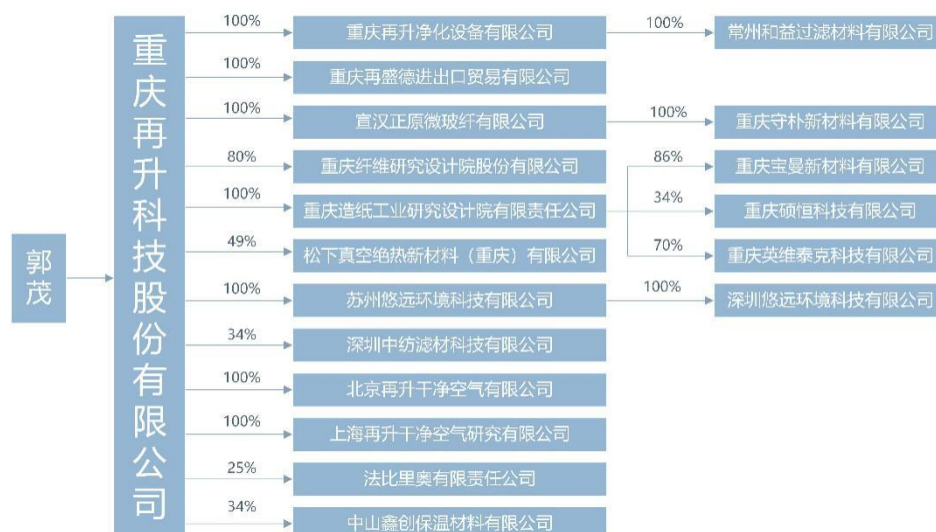 郭茂
重庆再升科技股份有限公司
100%
重庆再升净化设备有限公司
100%
常州和益过滤材料有限公司
100%
重庆再盛德进出口贸易有限公司
100%
宣汉正原微玻纤有限公司
100%
重庆守朴新材料有限公司
80%
重庆纤维研究设计院股份有限公司
86%
重庆宝曼新材料有限公司
100%
重庆造纸工业研究设计院有限责任公司
34%
重庆硕恒科技有限公司
49%
松下真空绝热新材料（重庆）有限公司
70%
重庆英维泰克科技有限公司
100%
苏州悠远环境科技有限公司
100%
深圳悠远环境科技有限公司
34%
深圳中纺滤材科技有限公司
100%
北京再升干净空气有限公司
100%
上海再升干净空气研究有限公司
25%
法比里奥有限责任公司
34%
中山鑫创保温材料有限公司